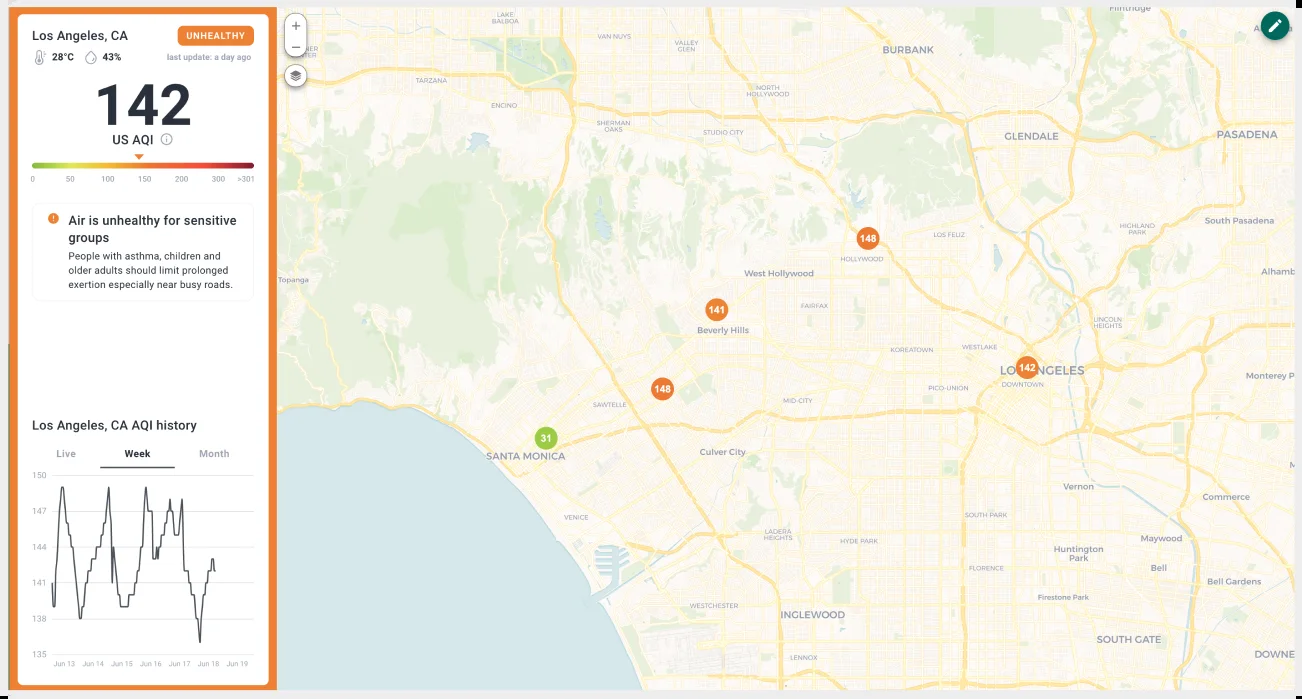 Los Angeles, CA
UNHEALTHY
28°C
43%
last update: a day ago
142
US AQI
0 50 100 150 200 300 >301
Air is unhealthy for sensitive
groups
People with asthma, children and
older adults should limit prolonged
exertion especially near busy roads.
Los Angeles, CA AQI history
Live Week Month
150
147
144
141
138
135
Jun 13 Jun 14 Jun 15 Jun 16 Jun 17 Jun 18 Jun 19
+
−
LAKE
BALBOA
Flintridge
VAN NUYS
VALLEY
GLEN
BURBANK
TARZANA
NORTH
HOLLYWOOD
ENCINO
SHERMAN
OAKS
STUDIO CITY
GLENDALE
PASADENA
South Pasadena
HIGHLAND
PARK
148
HOLLYWOOD
LOS FELIZ
West Hollywood
Alhamb
Topanga
141
Beverly Hills
FAIRFAX
LINCOLN
HEIGHTS
KOREATOWN
WESTLAKE
142
LOS ANGELES
DOWNTOWN
Monterey P
148
PICO-UNION
SAWTELLE
MID-CITY
31
SANTA MONICA
Culver City
Vernon
Commerce
VENICE
SOUTH PARK
LADERA
HEIGHTS
HYDE PARK
Maywood
Huntington
Park
FLORENCE
Bell
Bell Gardens
Firestone Park
WESTCHESTER
INGLEWOOD
SOUTH GATE
LENNOX
DOWNE